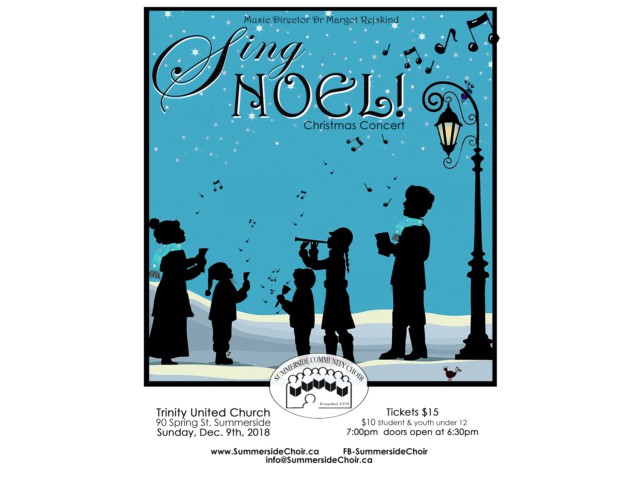 Music Director Dr Margot Rejskind
Sing
NOEL!
Christmas Concert
SUMMERSIDE COMMUNITY CHOIR
Founded 1976
Trinity United Church
90 Spring St, Summerside
Sunday, Dec. 9th, 2018
Tickets $15
$10 Student & youth under 12
7:00pm doors open at 6:30pm
www.SummersideChoir.ca FB-SummersideChoir
info@SummersideChoir.ca